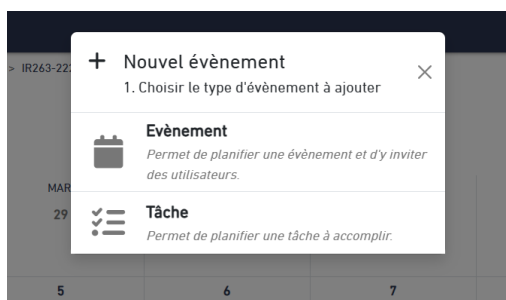 Nouvel évènement
> IR263-22
1. Choisir le type d'évènement à ajouter
Evènement
Permet de planifier une évènement et d'y inviter
des utilisateurs.
MAR
29
Tâche
Permet de planifier une tâche à accomplir.
5 6 7